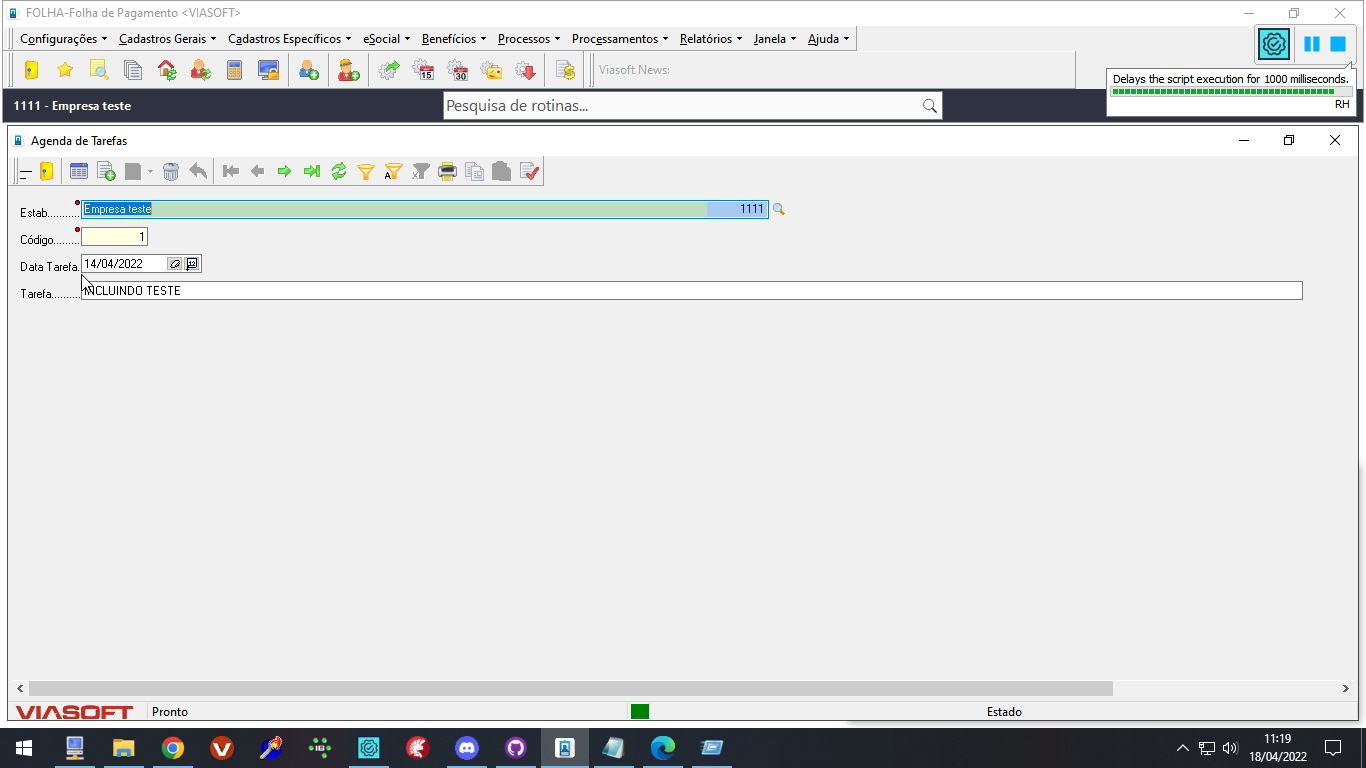 FOLHA-Folha de Pagamento <VIASOFT>
Configurações Cadastros Gerais Cadastros Específicos eSocial Benefícios Processos Processamentos Relatórios Janela Ajuda
15 30 Viasoft News:
Delays the script execution for 1000 milliseconds.
RH
1111 - Empresa teste Pesquisa de rotinas...
Agenda de Tarefas
Estab.......... Empresa teste 1111
Código......... 1
Data Tarefa. 14/04/2022 12
Tarefa.......... INCLUINDO TESTE
VIASOFT Pronto Estado
11:19
18/04/2022